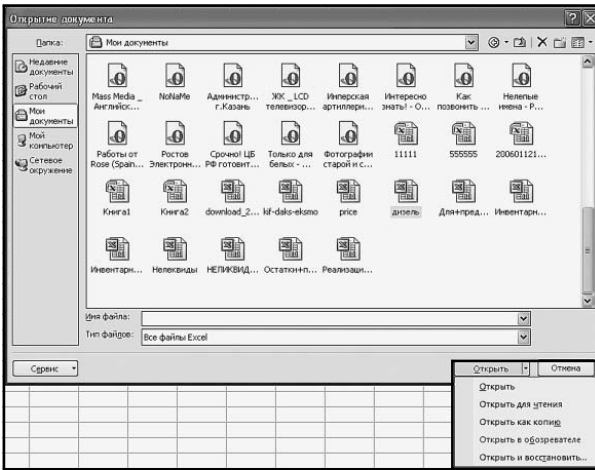 Открытие документа
Папка:
Мои документы
Недавние документы
Рабочий стол
Мои документы
Мой компьютер
Сетевое окружение
Mass Media _ Английск...
NoNaMe
Администр... г.Казань
ЖК _ LCD телевизор...
Имперская артиллери...
Интересно знать! - О...
Как позвонить ...
Нелепые имена - Р...
Работы от Rose (Spain...
Ростов Электронн...
Срочно! ЦБ РФ готовит...
Только для белых - ...
Фотографии старой и с...
11111
555555
200601121...
Книга1
Книга2
download_2...
kif-daks-eksmo
price
дизель
Для+пред...
Инвентарн...
Инвентарн...
Нелеквиды
НЕЛИКВИД...
Остатки+п...
Реализаци...
Имя файла:
Тип файлов:
Все файлы Excel
Сервис
Открыть
Отмена
Открыть
Открыть для чтения
Открыть как копию
Открыть в обозревателе
Открыть и восстановить...